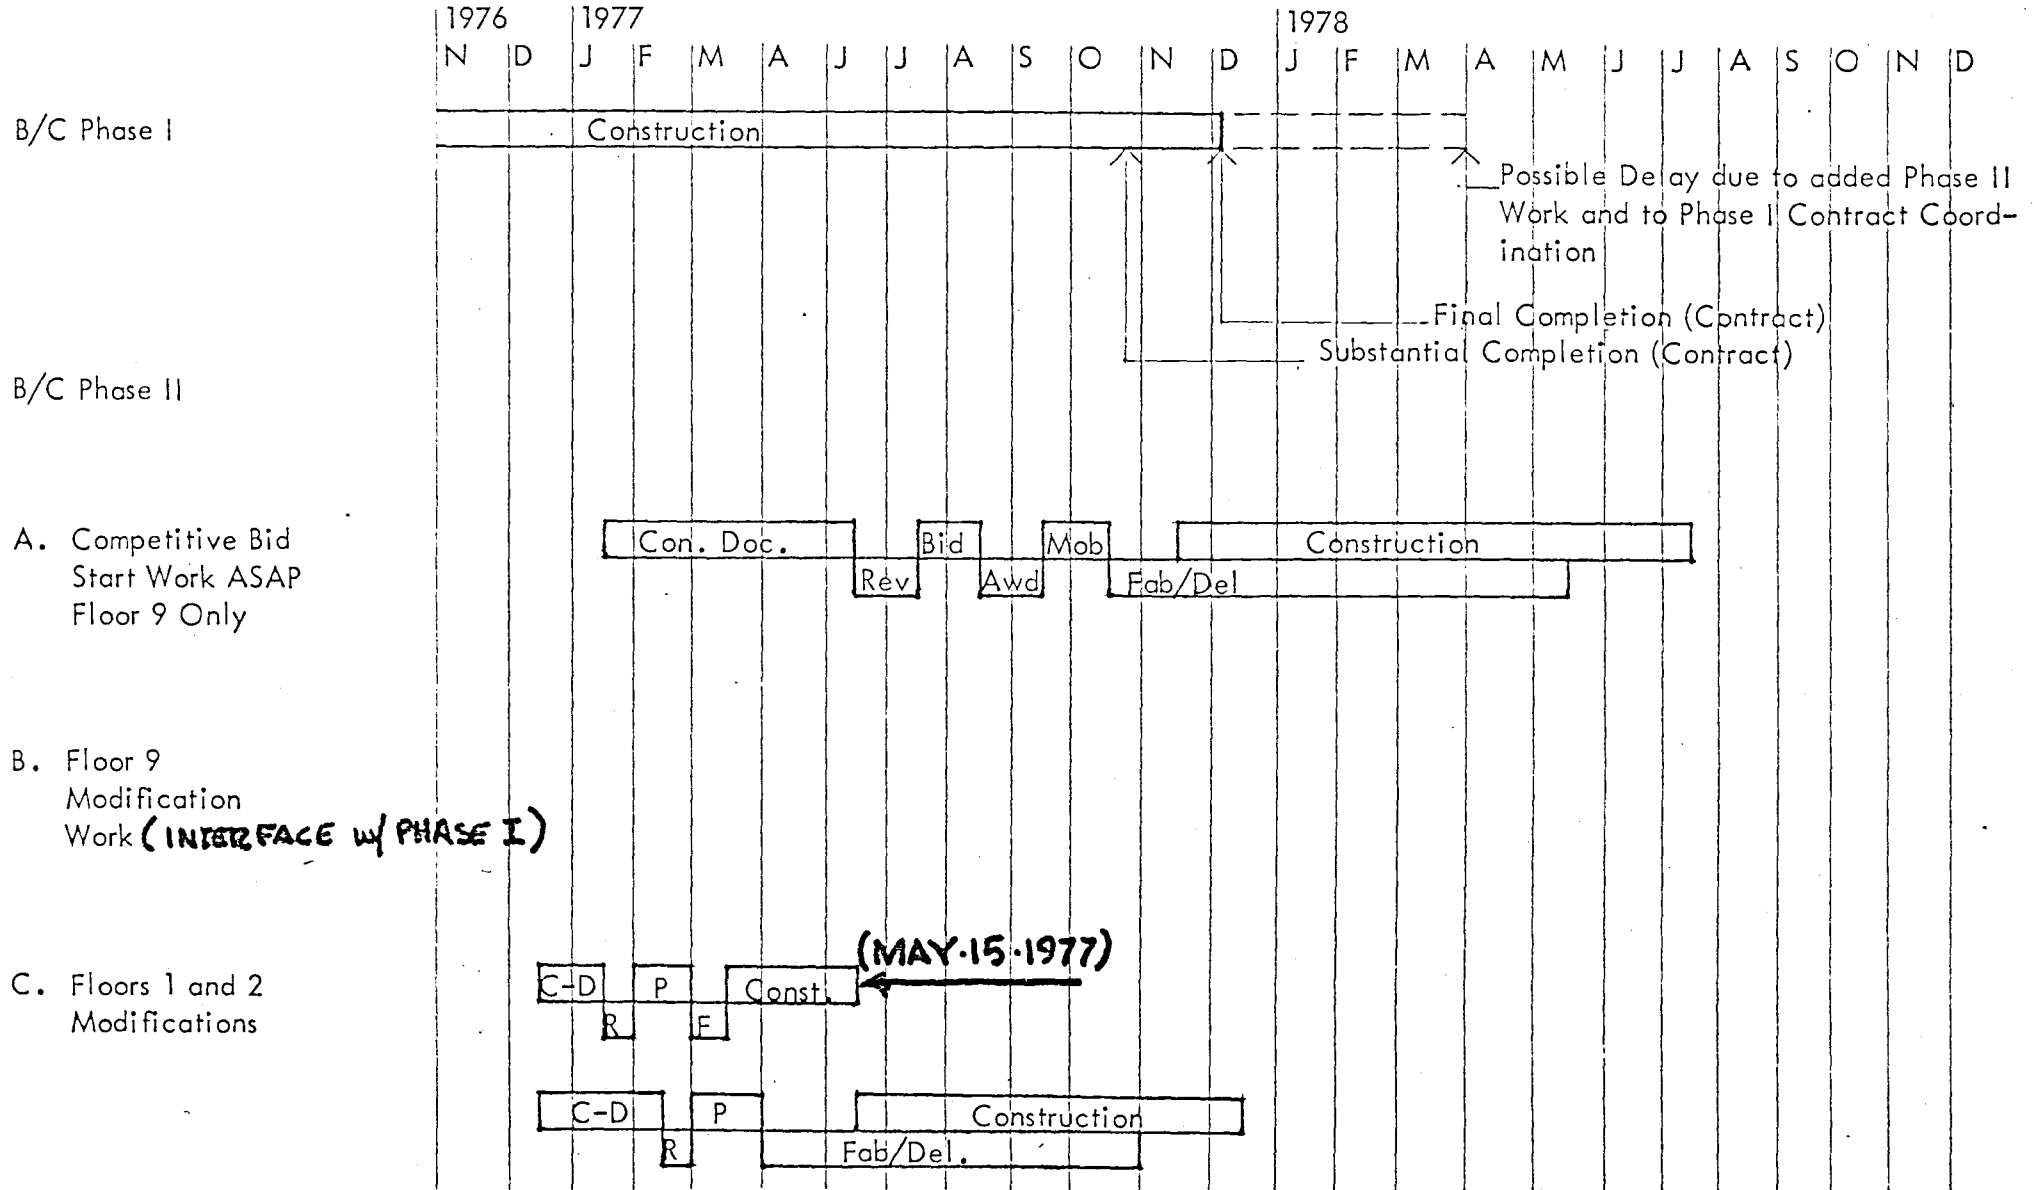 1976 1977 1978
N D J F M A J J A S O N D J F M A M J J A S O N D
B/C Phase I
Construction
Possible Delay due to added Phase II
Work and to Phase I Contract Coord-
ination
Final Completion (Contract)
Substantial Completion (Contract)
B/C Phase II
A. Competitive Bid
Start Work ASAP
Floor 9 Only
Con. Doc. Bid Mob Construction
Rev Awd Fab/Del
B. Floor 9
Modification
Work (INTERFACE w/ PHASE I)
(MAY.15.1977)
C. Floors 1 and 2
Modifications
C-D P Const.
R F
C-D P Construction
R Fab/Del.